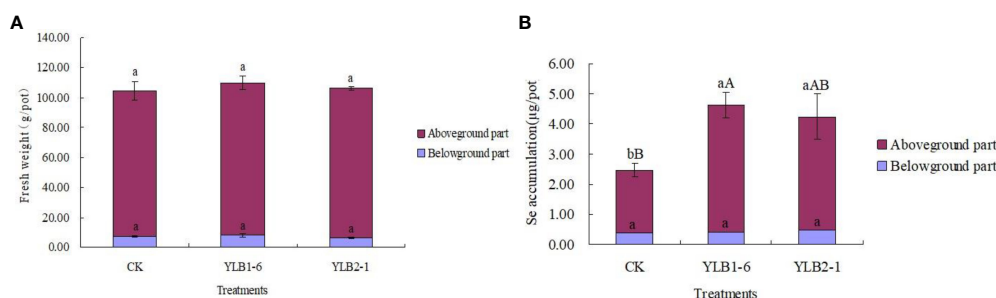 A
140.00
120.00
100.00
80.00
60.00
40.00
20.00
0.00
Fresh weight（g/pot）
a
a
a
a
a
a
CK
YLB1-6
YLB2-1
Treatments
Aboveground part
Belowground part
B
6.00
5.00
4.00
3.00
2.00
1.00
0.00
Se accumulation(μg/pot)
bB
aA
aAB
a
a
a
CK
YLB1-6
YLB2-1
Treatments
Aboveground part
Belowground part